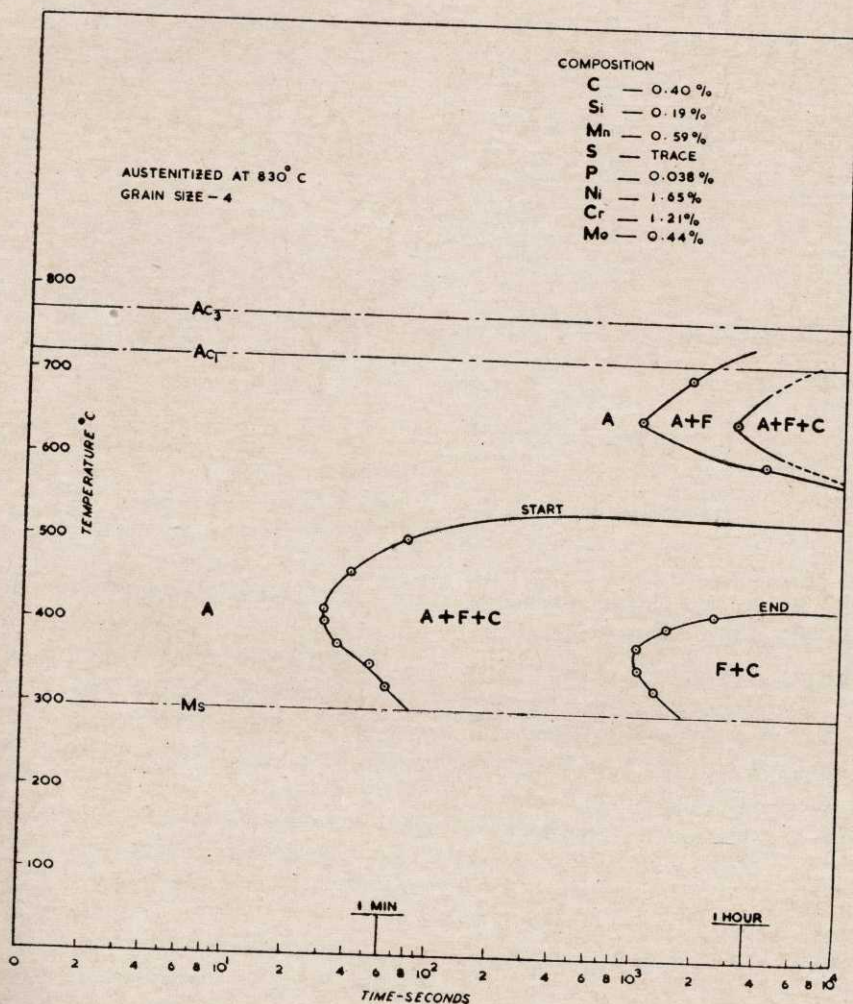 COMPOSITION
C — 0.40%
Si — 0.19%
Mn — 0.59%
S — TRACE
P — 0.038%
Ni — 1.65%
Cr — 1.21%
Mo — 0.44%
AUSTENITIZED AT 830°C
GRAIN SIZE – 4
800
Ac3
700
Ac1
A
A+F
A+F+C
600
TEMPERATURE °C
500
START
400
A
A+F+C
END
F+C
300
Ms
200
100
1 MIN
1 HOUR
0 2 4 6 8 10¹ 2 4 6 8 10² 2 4 6 8 10³ 2 4 6 8 10⁴
TIME-SECONDS